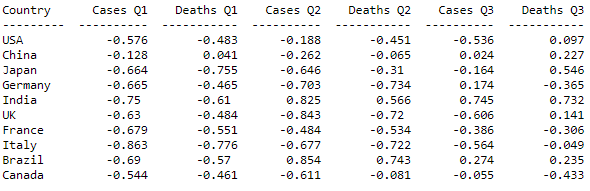 Country Cases Q1 Deaths Q1 Cases Q2 Deaths Q2 Cases Q3 Deaths Q3
--------- ---------- ----------- ---------- ----------- ---------- -----------
USA -0.576 -0.483 -0.188 -0.451 -0.536 0.097
China -0.128 0.041 -0.262 -0.065 0.024 0.227
Japan -0.664 -0.755 -0.646 -0.31 -0.164 0.546
Germany -0.665 -0.465 -0.703 -0.734 0.174 -0.365
India -0.75 -0.61 0.825 0.566 0.745 0.732
UK -0.63 -0.484 -0.843 -0.72 -0.606 0.141
France -0.679 -0.551 -0.484 -0.534 -0.386 -0.306
Italy -0.863 -0.776 -0.677 -0.722 -0.564 -0.049
Brazil -0.69 -0.57 0.854 0.743 0.274 0.235
Canada -0.544 -0.461 -0.611 -0.081 -0.055 -0.433